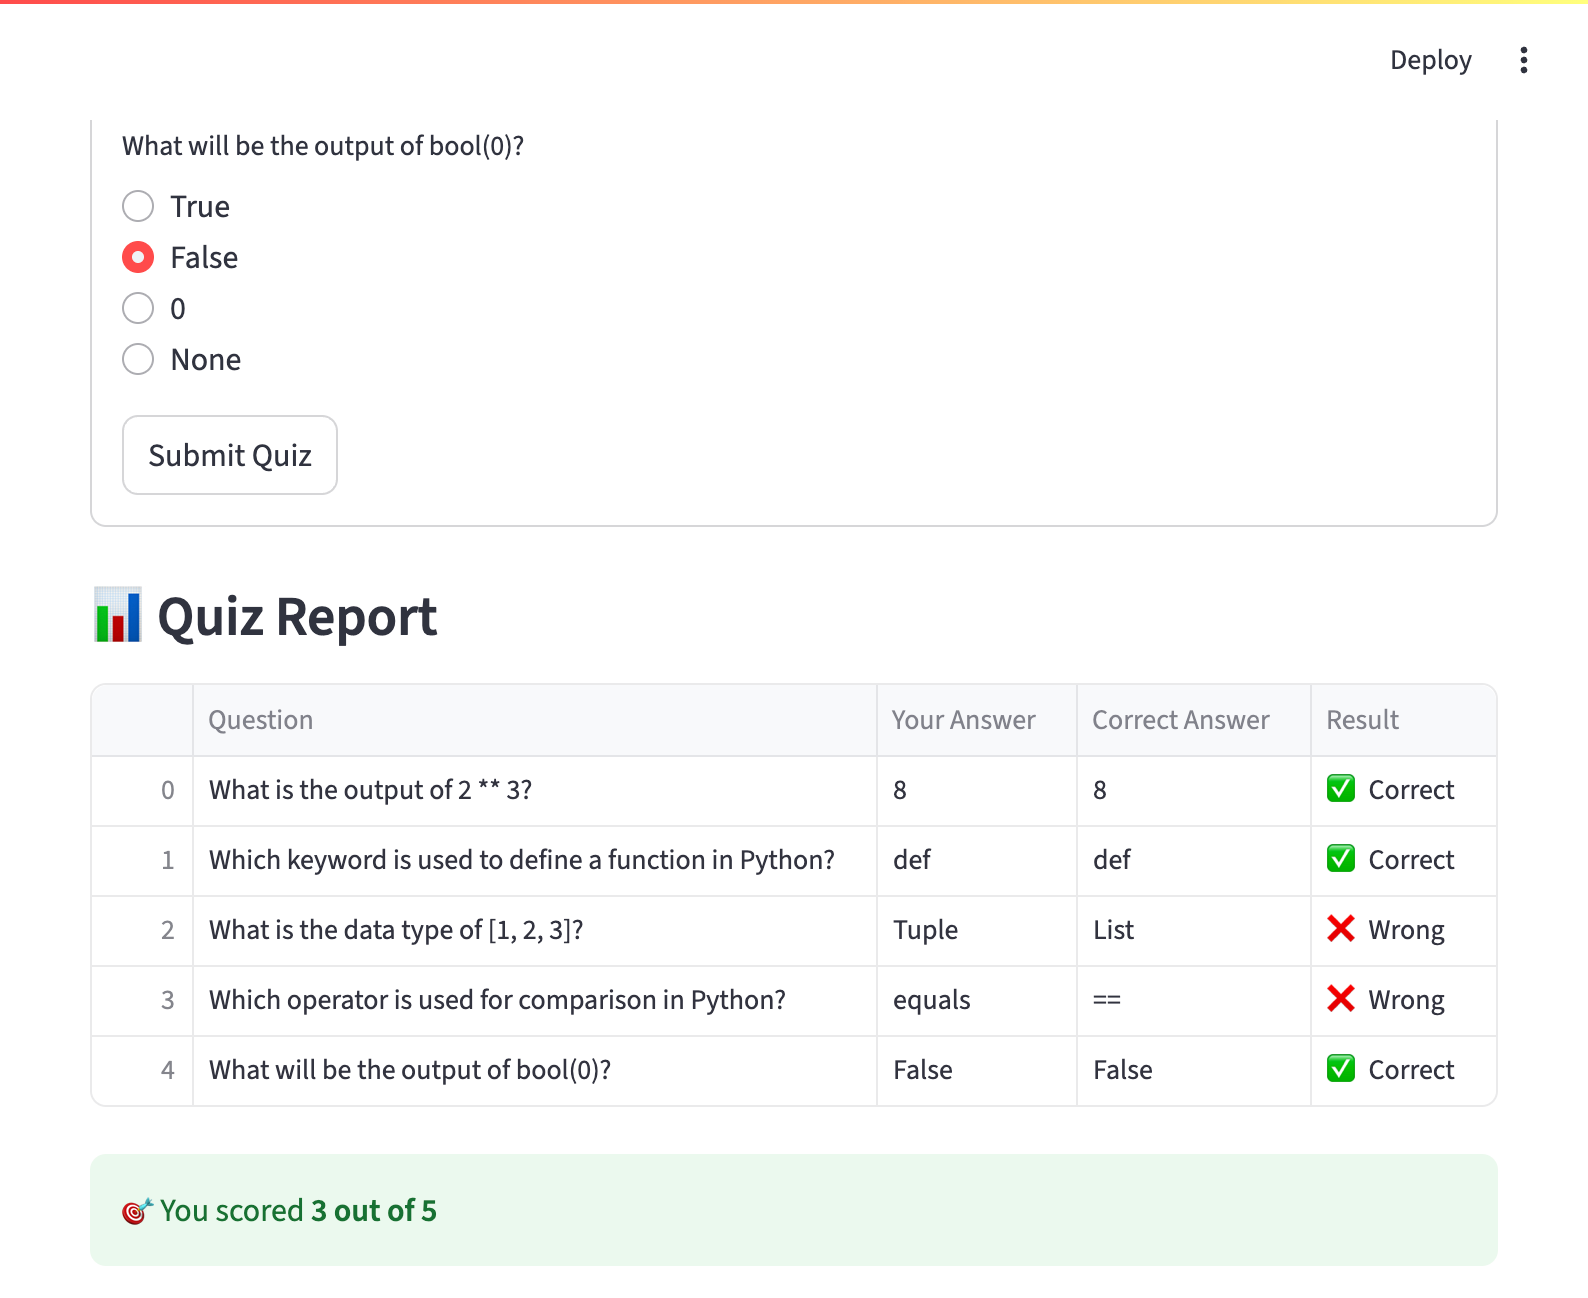 Deploy
What will be the output of bool(0)?
True
False
0
None
Submit Quiz
📊 Quiz Report
Question Your Answer Correct Answer Result
0 What is the output of 2 ** 3? 8 8 ✅ Correct
1 Which keyword is used to define a function in Python? def def ✅ Correct
2 What is the data type of [1, 2, 3]? Tuple List ❌ Wrong
3 Which operator is used for comparison in Python? equals == ❌ Wrong
4 What will be the output of bool(0)? False False ✅ Correct
🎯 You scored 3 out of 5